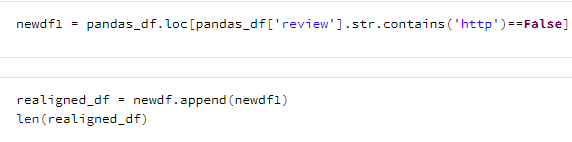 newdf1 = pandas_df.loc[pandas_df['review'].str.contains('http')==False]
realigned_df = newdf.append(newdf1)
len(realigned_df)